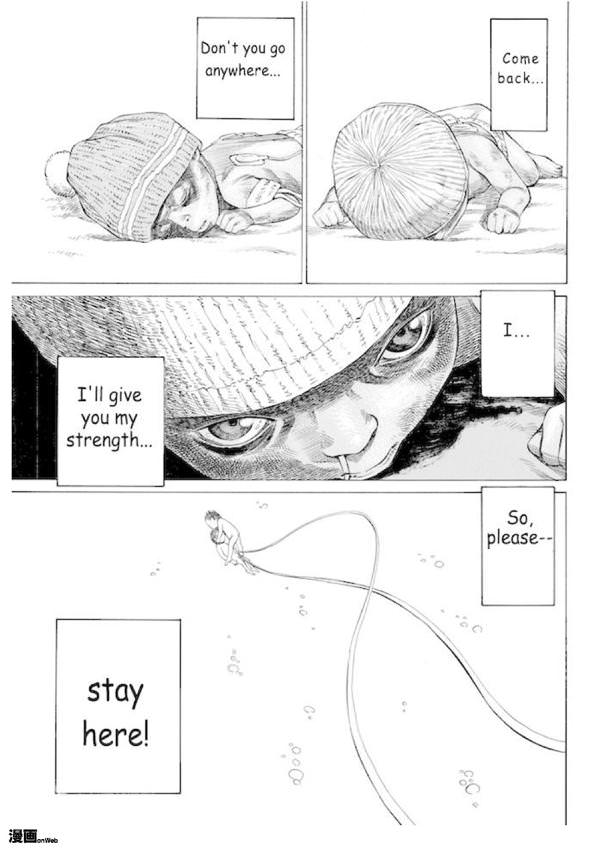 Come
back...
Don't you go
anywhere...
I...
I'll give
you my
strength...
So,
please--
stay
here!
漫画onWeb